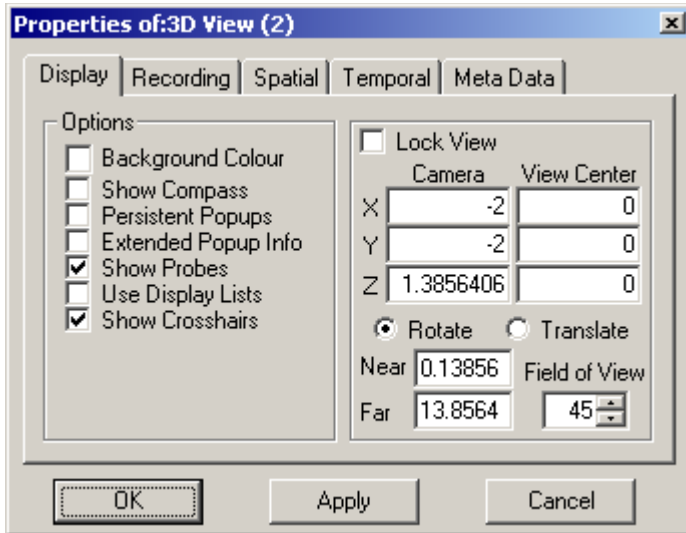 Properties of:3D View (2)
Display Recording Spatial Temporal Meta Data
Options
Background Colour
Show Compass
Persistent Popups
Extended Popup Info
Show Probes
Use Display Lists
Show Crosshairs
Lock View
Camera View Center
X -2 0
Y -2 0
Z 1.3856406 0
Rotate Translate
Near 0.13856 Field of View
Far 13.8564 45
OK Apply Cancel